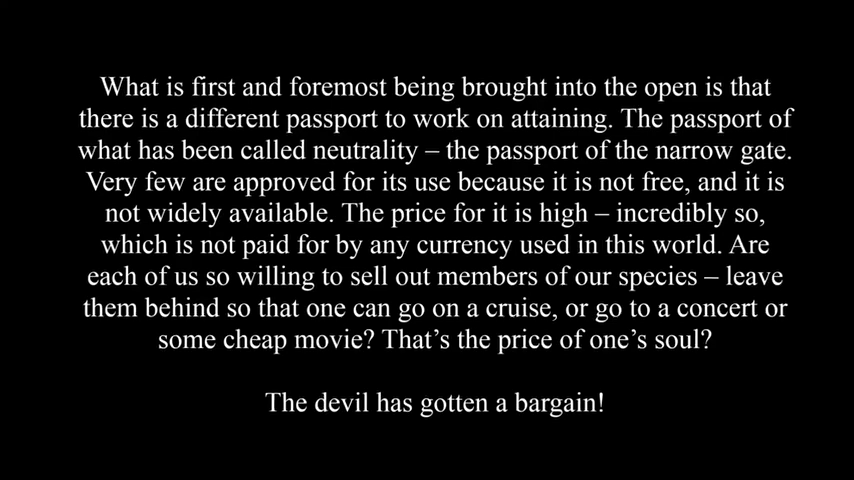 What is first and foremost being brought into the open is that
there is a different passport to work on attaining. The passport of
what has been called neutrality – the passport of the narrow gate.
Very few are approved for its use because it is not free, and it is
not widely available. The price for it is high – incredibly so,
which is not paid for by any currency used in this world. Are
each of us so willing to sell out members of our species – leave
them behind so that one can go on a cruise, or go to a concert or
some cheap movie? That’s the price of one’s soul?
The devil has gotten a bargain!